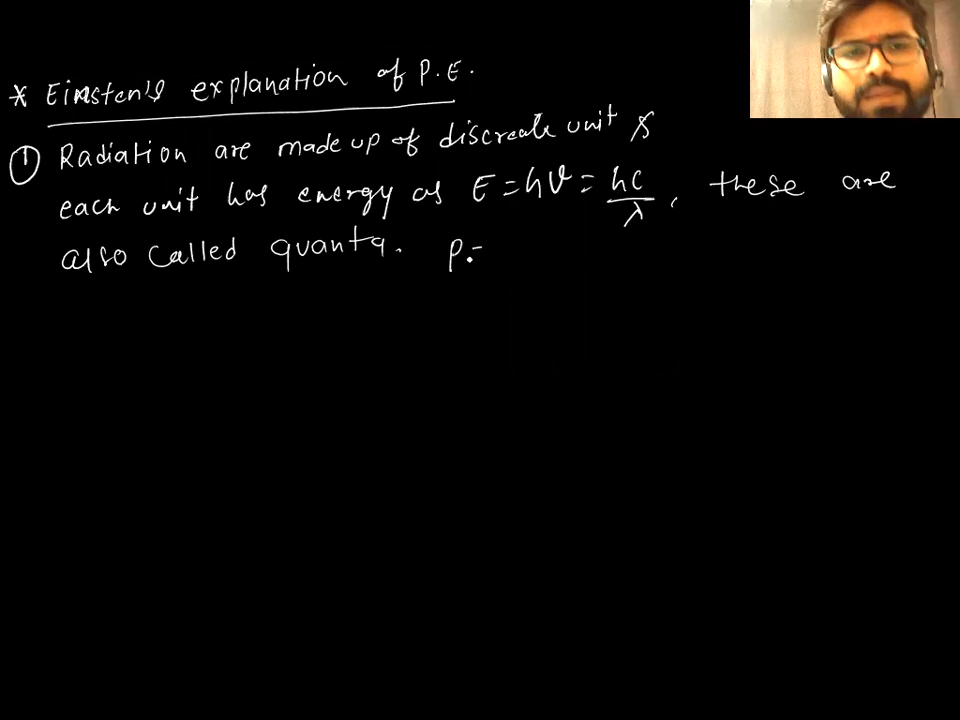 * Einsten's explanation of P.E.
① Radiation are made up of discreate unit &
each unit has energy as E = hν = hc/λ, these are
also called quanta. P.-